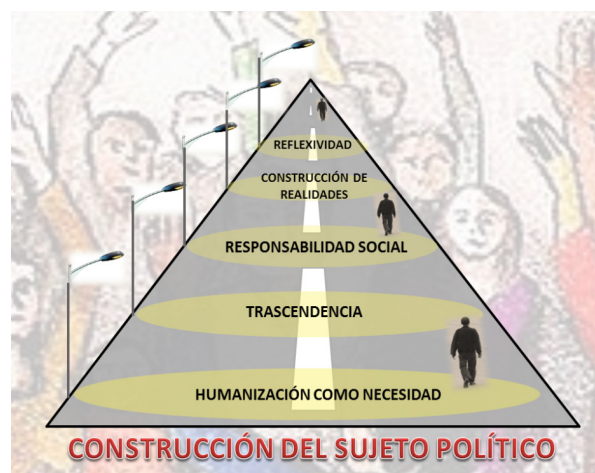 REFLEXIVIDAD
CONSTRUCCIÓN DE
REALIDADES
RESPONSABILIDAD SOCIAL
TRASCENDENCIA
HUMANIZACIÓN COMO NECESIDAD
CONSTRUCCIÓN DEL SUJETO POLÍTICO